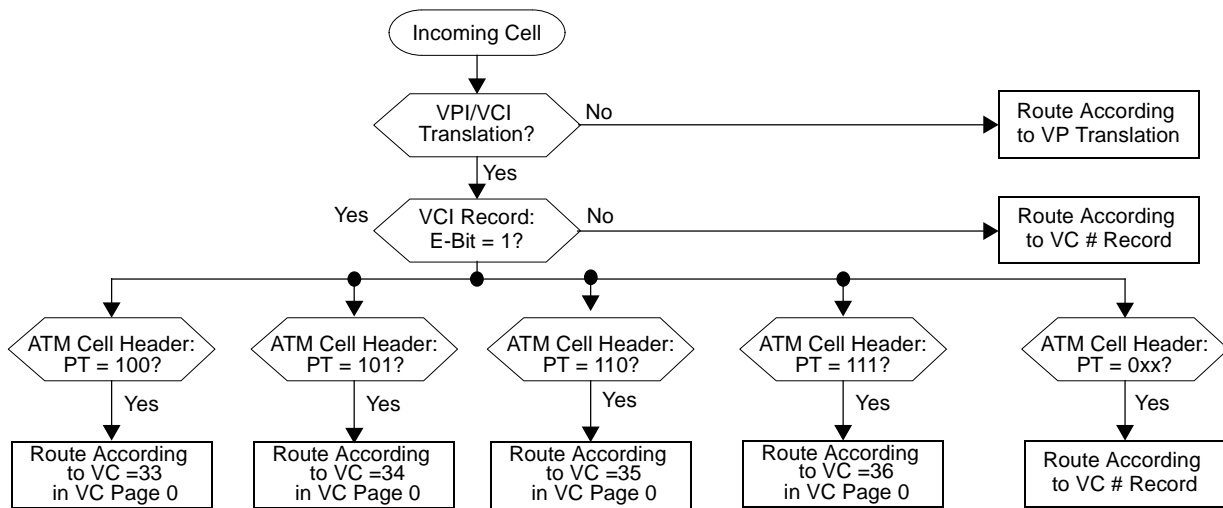 Incoming Cell
VPI/VCI
Translation?
No
Route According
to VP Translation
Yes
Yes
VCI Record:
E-Bit = 1?
No
Route According
to VC # Record
ATM Cell Header:
PT = 100?
ATM Cell Header:
PT = 101?
ATM Cell Header:
PT = 110?
ATM Cell Header:
PT = 111?
ATM Cell Header:
PT = 0xx?
Yes
Yes
Yes
Yes
Yes
Route According
to VC =33
in VC Page 0
Route According
to VC =34
in VC Page 0
Route According
to VC =35
in VC Page 0
Route According
to VC =36
in VC Page 0
Route According
to VC # Record